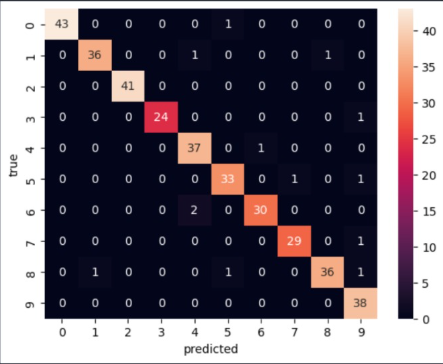 0 43 0 0 0 0 1 0 0 0 0
1 0 36 0 0 1 0 0 0 1 0
2 0 0 41 0 0 0 0 0 0 0
3 0 0 0 24 0 0 0 0 0 1
4 0 0 0 0 37 0 1 0 0 0
5 0 0 0 0 0 33 0 1 0 1
6 0 0 0 0 2 0 30 0 0 0
7 0 0 0 0 0 0 0 29 0 1
8 0 1 0 0 0 1 0 0 36 1
9 0 0 0 0 0 0 0 0 0 38
0 1 2 3 4 5 6 7 8 9
true
predicted
40
35
30
25
20
15
10
5
0